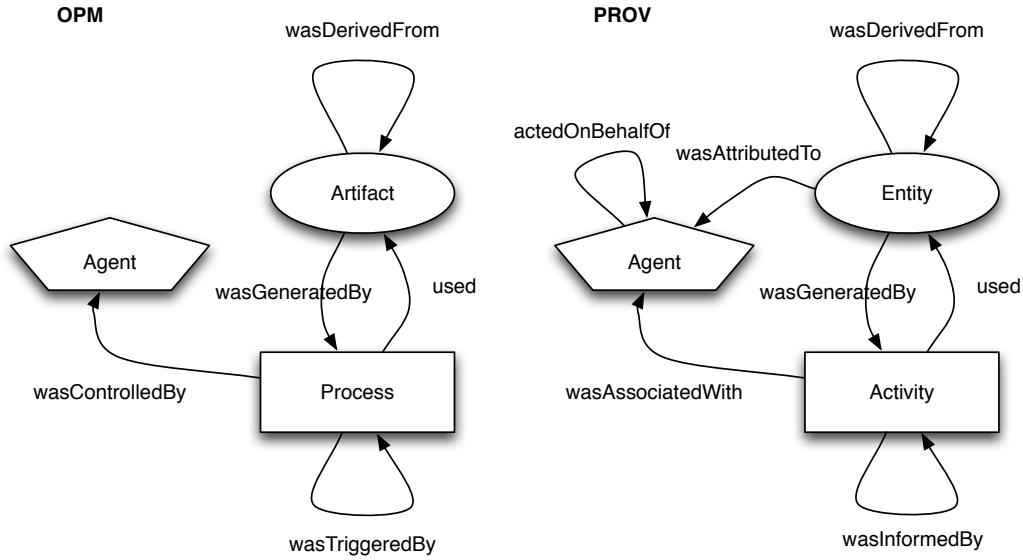 OPM
wasDerivedFrom
Artifact
Agent
wasGeneratedBy
used
wasControlledBy
Process
wasTriggeredBy
PROV
wasDerivedFrom
actedOnBehalfOf
wasAttributedTo
Entity
Agent
wasGeneratedBy
used
wasAssociatedWith
Activity
wasInformedBy